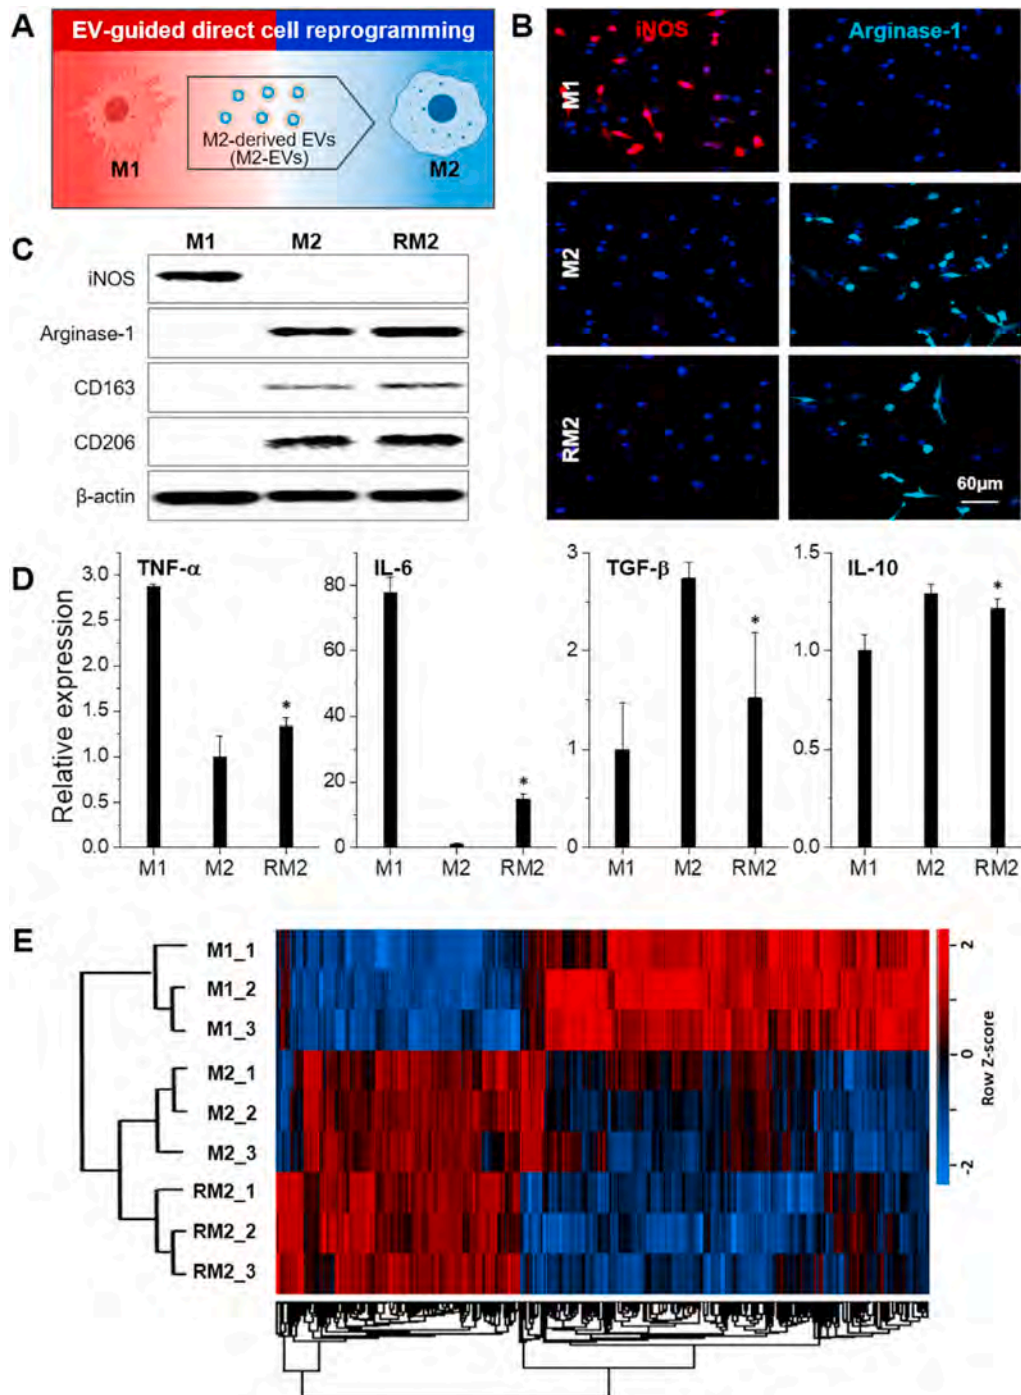 A
EV-guided direct cell reprogramming
M2-derived EVs
(M2-EVs)
M1
M2
B
iNOS
Arginase-1
M1
M2
RM2
60μm
C
M1 M2 RM2
iNOS
Arginase-1
CD163
CD206
β-actin
D
Relative expression
TNF-α
3.0
2.5
2.0
1.5
1.0
0.5
0.0
*
M1 M2 RM2
IL-6
80
60
40
20
0
*
M1 M2 RM2
TGF-β
3
2
1
0
*
M1 M2 RM2
IL-10
1.5
1.0
0.5
0.0
*
M1 M2 RM2
E
M1_1
M1_2
M1_3
M2_1
M2_2
M2_3
RM2_1
RM2_2
RM2_3
2
0
-2
Row Z-score